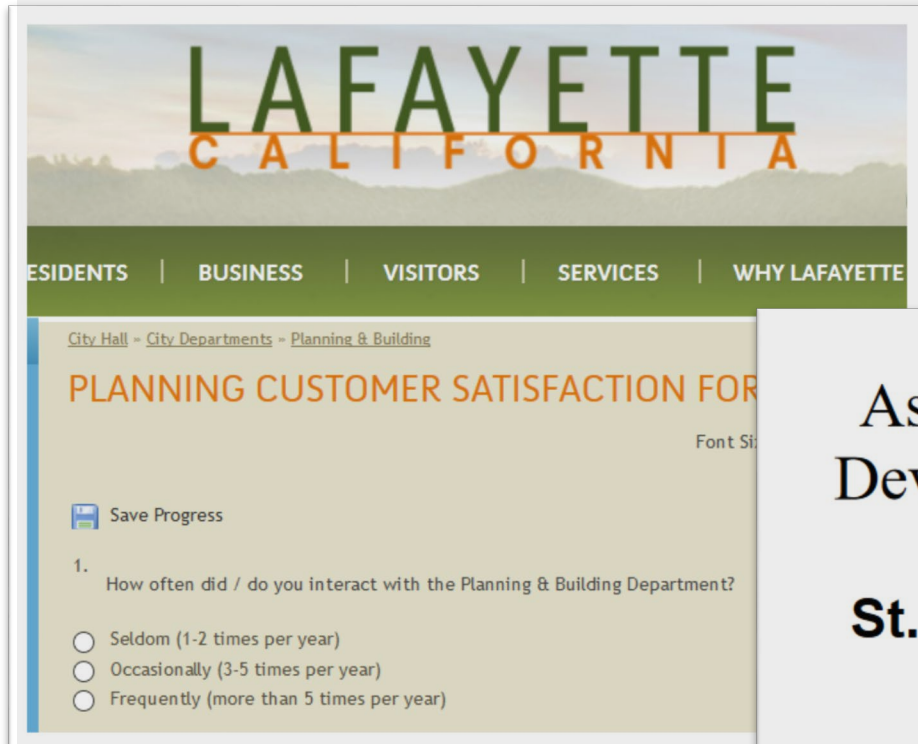 LAFAYETTE
CALIFORNIA
ESIDENTS | BUSINESS | VISITORS | SERVICES | WHY LAFAYETTE
City Hall » City Departments » Planning & Building
PLANNING CUSTOMER SATISFACTION FOR
Font Si
Save Progress
1.
How often did / do you interact with the Planning & Building Department?
Seldom (1-2 times per year)
Occasionally (3-5 times per year)
Frequently (more than 5 times per year)
As
Dev
St.